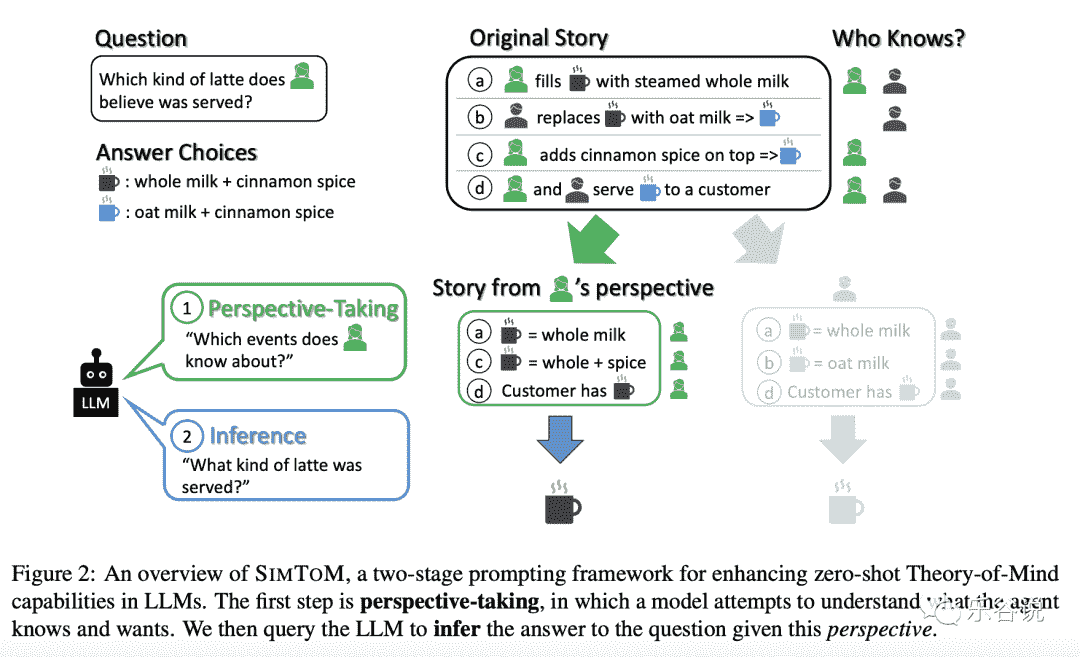 Question
Which kind of latte does
believe was served?
Answer Choices
: whole milk + cinnamon spice
: oat milk + cinnamon spice
Original Story
a fills with steamed whole milk
b replaces with oat milk =>
c adds cinnamon spice on top =>
d and serve to a customer
Who Knows?
Story from 's perspective
a = whole milk
c = whole + spice
d Customer has
a = whole milk
b = oat milk
d Customer has
1 Perspective-Taking
“Which events does
know about?”
LLM
2 Inference
“What kind of latte was
served?”
Figure 2: An overview of SIMTOM, a two-stage prompting framework for enhancing zero-shot Theory-of-Mind
capabilities in LLMs. The first step is perspective-taking, in which a model attempts to understand what the agent
knows and wants. We then query the LLM to infer the answer to the question given this perspective.